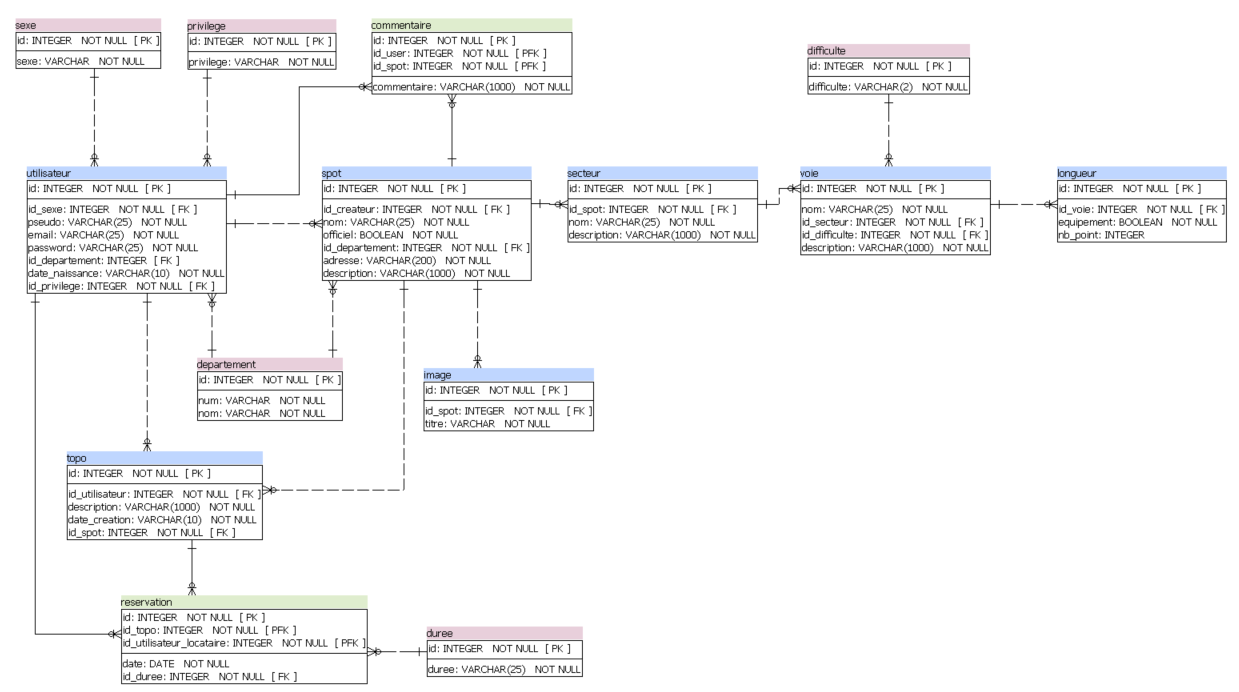 sexe
id: INTEGER NOT NULL [ PK ]
sexe: VARCHAR NOT NULL
privilege
id: INTEGER NOT NULL [ PK ]
privilege: VARCHAR NOT NULL
commentaire
id: INTEGER NOT NULL [ PK ]
id_user: INTEGER NOT NULL [ PFK ]
id_spot: INTEGER NOT NULL [ PFK ]
commentaire: VARCHAR(1000) NOT NULL
difficulte
id: INTEGER NOT NULL [ PK ]
difficulte: VARCHAR(2) NOT NULL
utilisateur
id: INTEGER NOT NULL [ PK ]
id_sexe: INTEGER NOT NULL [ FK ]
pseudo: VARCHAR(25) NOT NULL
email: VARCHAR(25) NOT NULL
password: VARCHAR(25) NOT NULL
id_departement: INTEGER [ FK ]
date_naissance: VARCHAR(10) NOT NULL
id_privilege: INTEGER NOT NULL [ FK ]
spot
id: INTEGER NOT NULL [ PK ]
id_createur: INTEGER NOT NULL [ FK ]
nom: VARCHAR(25) NOT NULL
officiel: BOOLEAN NOT NULL
id_departement: INTEGER NOT NULL [ FK ]
adresse: VARCHAR(200) NOT NULL
description: VARCHAR(1000) NOT NULL
secteur
id: INTEGER NOT NULL [ PK ]
id_spot: INTEGER NOT NULL [ FK ]
nom: VARCHAR(25) NOT NULL
description: VARCHAR(1000) NOT NULL
voie
id: INTEGER NOT NULL [ PK ]
nom: VARCHAR(25) NOT NULL
id_secteur: INTEGER NOT NULL [ FK ]
id_difficulte: INTEGER NOT NULL [ FK ]
description: VARCHAR(1000) NOT NULL
longueur
id: INTEGER NOT NULL [ PK ]
id_voie: INTEGER NOT NULL [ FK ]
equipement: BOOLEAN NOT NULL
nb_point: INTEGER
departement
id: INTEGER NOT NULL [ PK ]
num: VARCHAR NOT NULL
nom: VARCHAR NOT NULL
image
id: INTEGER NOT NULL [ PK ]
id_spot: INTEGER NOT NULL [ FK ]
titre: VARCHAR NOT NULL
topo
id: INTEGER NOT NULL [ PK ]
id_utilisateur: INTEGER NOT NULL [ FK ]
description: VARCHAR(1000) NOT NULL
date_creation: VARCHAR(10) NOT NULL
id_spot: INTEGER NOT NULL [ FK ]
reservation
id: INTEGER NOT NULL [ PK ]
id_topo: INTEGER NOT NULL [ PFK ]
id_utilisateur_locataire: INTEGER NOT NULL [ PFK ]
date: DATE NOT NULL
id_duree: INTEGER NOT NULL [ FK ]
duree
id: INTEGER NOT NULL [ PK ]
duree: VARCHAR(25) NOT NULL